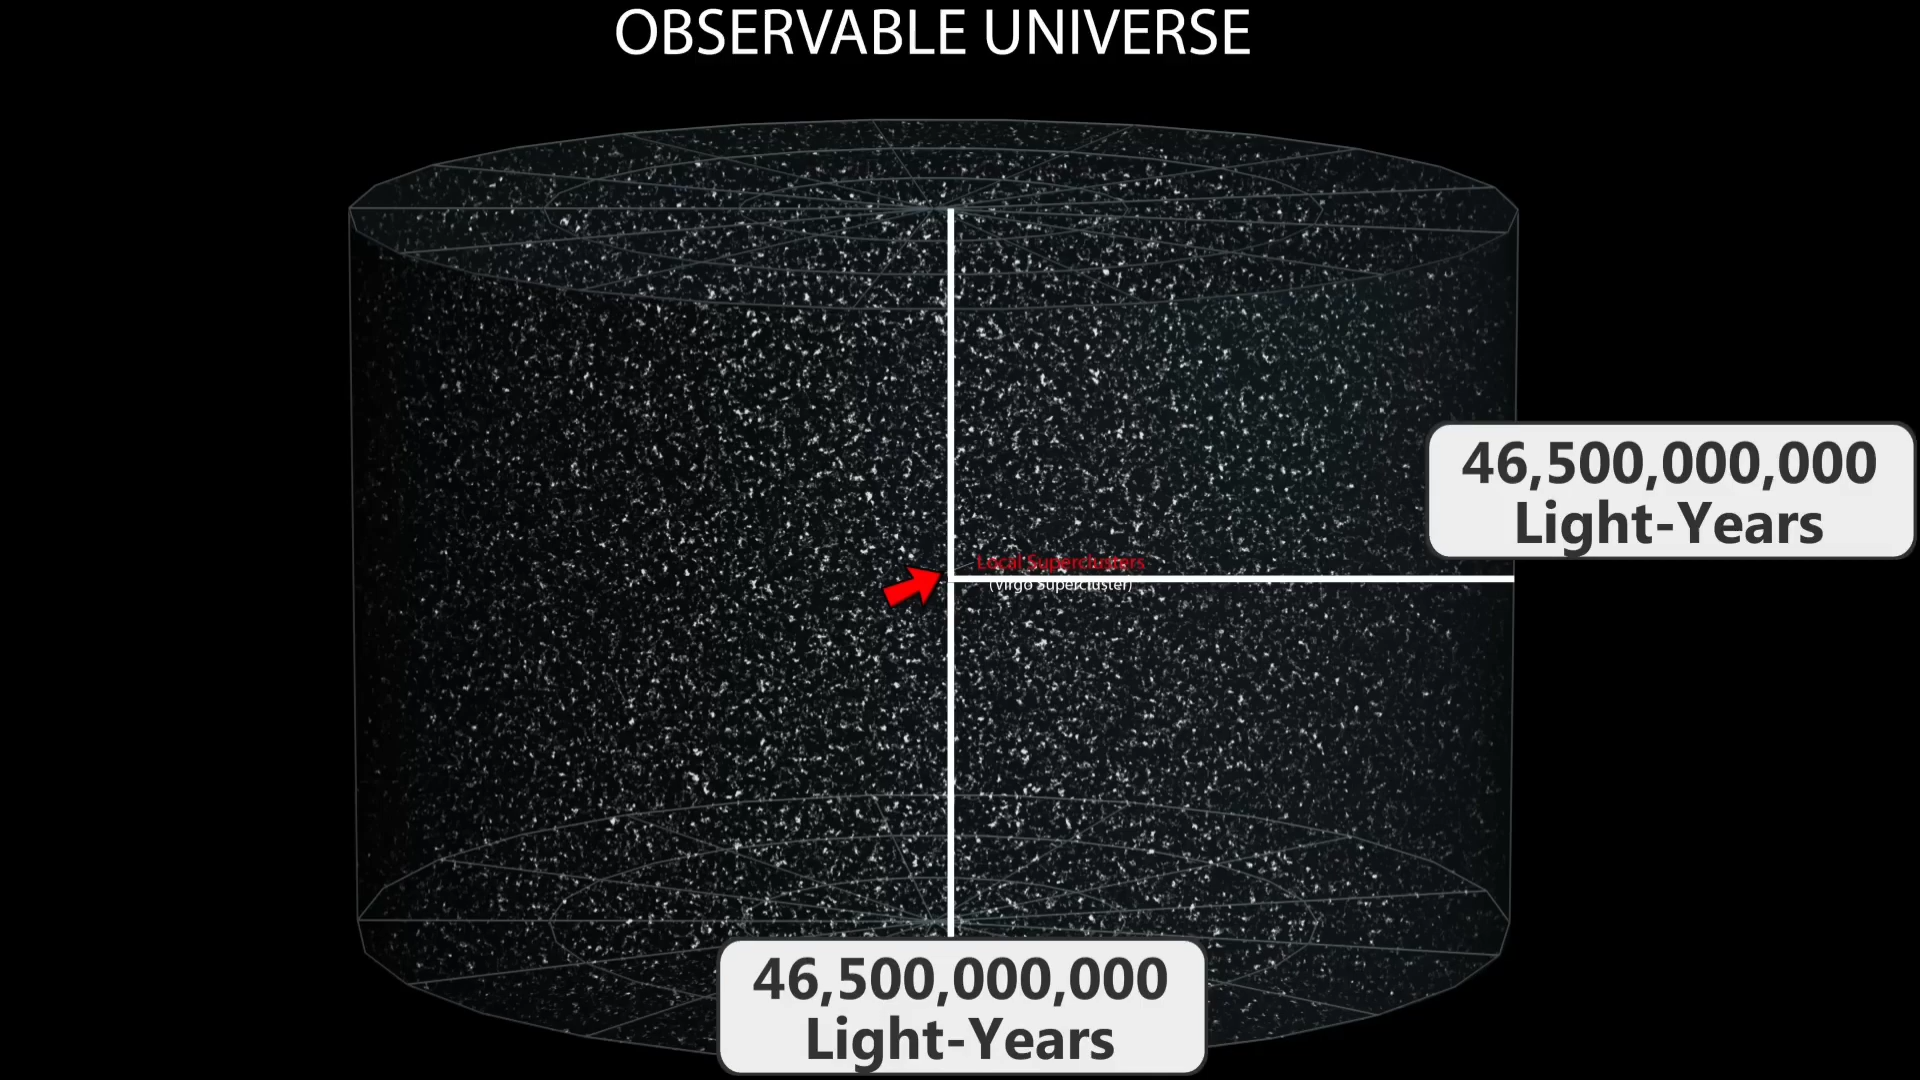 OBSERVABLE UNIVERSE
46,500,000,000
Light-Years
Local Superclusters
(Virgo Supercluster)
46,500,000,000
Light-Years